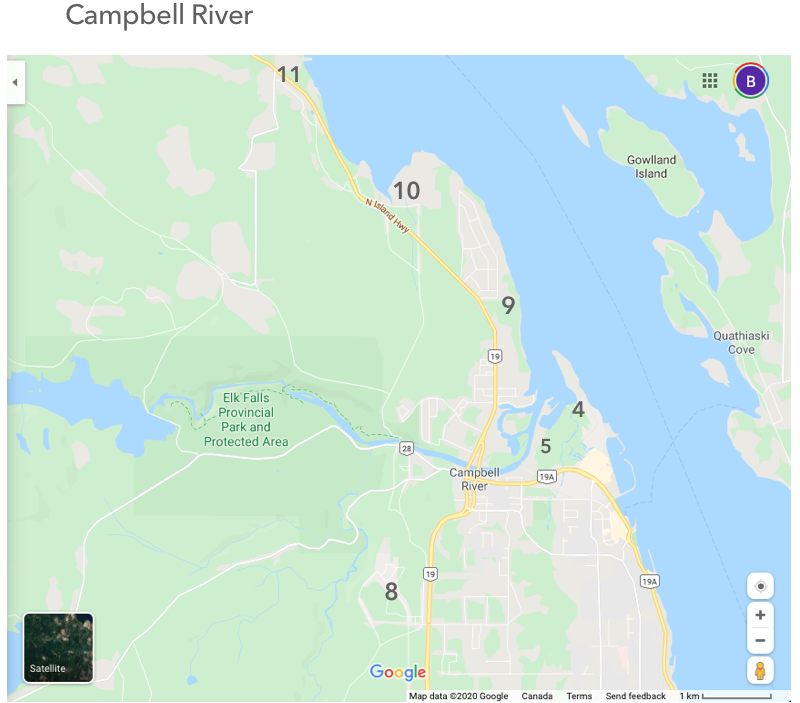 Campbell River
11
B
Gowlland
Island
10
N Island Hwy
9
Quathiaski
Cove
19
Elk Falls
Provincial
Park and
Protected Area
4
28
5
Campbell
River
19A
19
19A
8
Satellite
Google
Map data ©2020 Google Canada Terms Send feedback 1 km